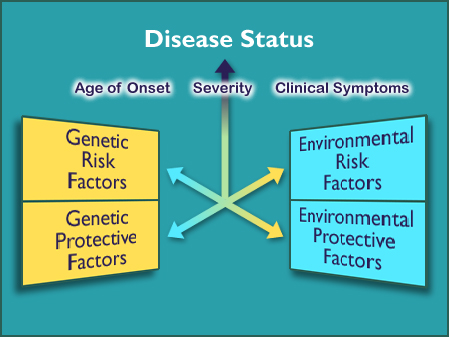 Disease Status
Age of Onset Severity Clinical Symptoms
Genetic
Risk
Factors
Genetic
Protective
Factors
Environmental
Risk
Factors
Environmental
Protective
Factors